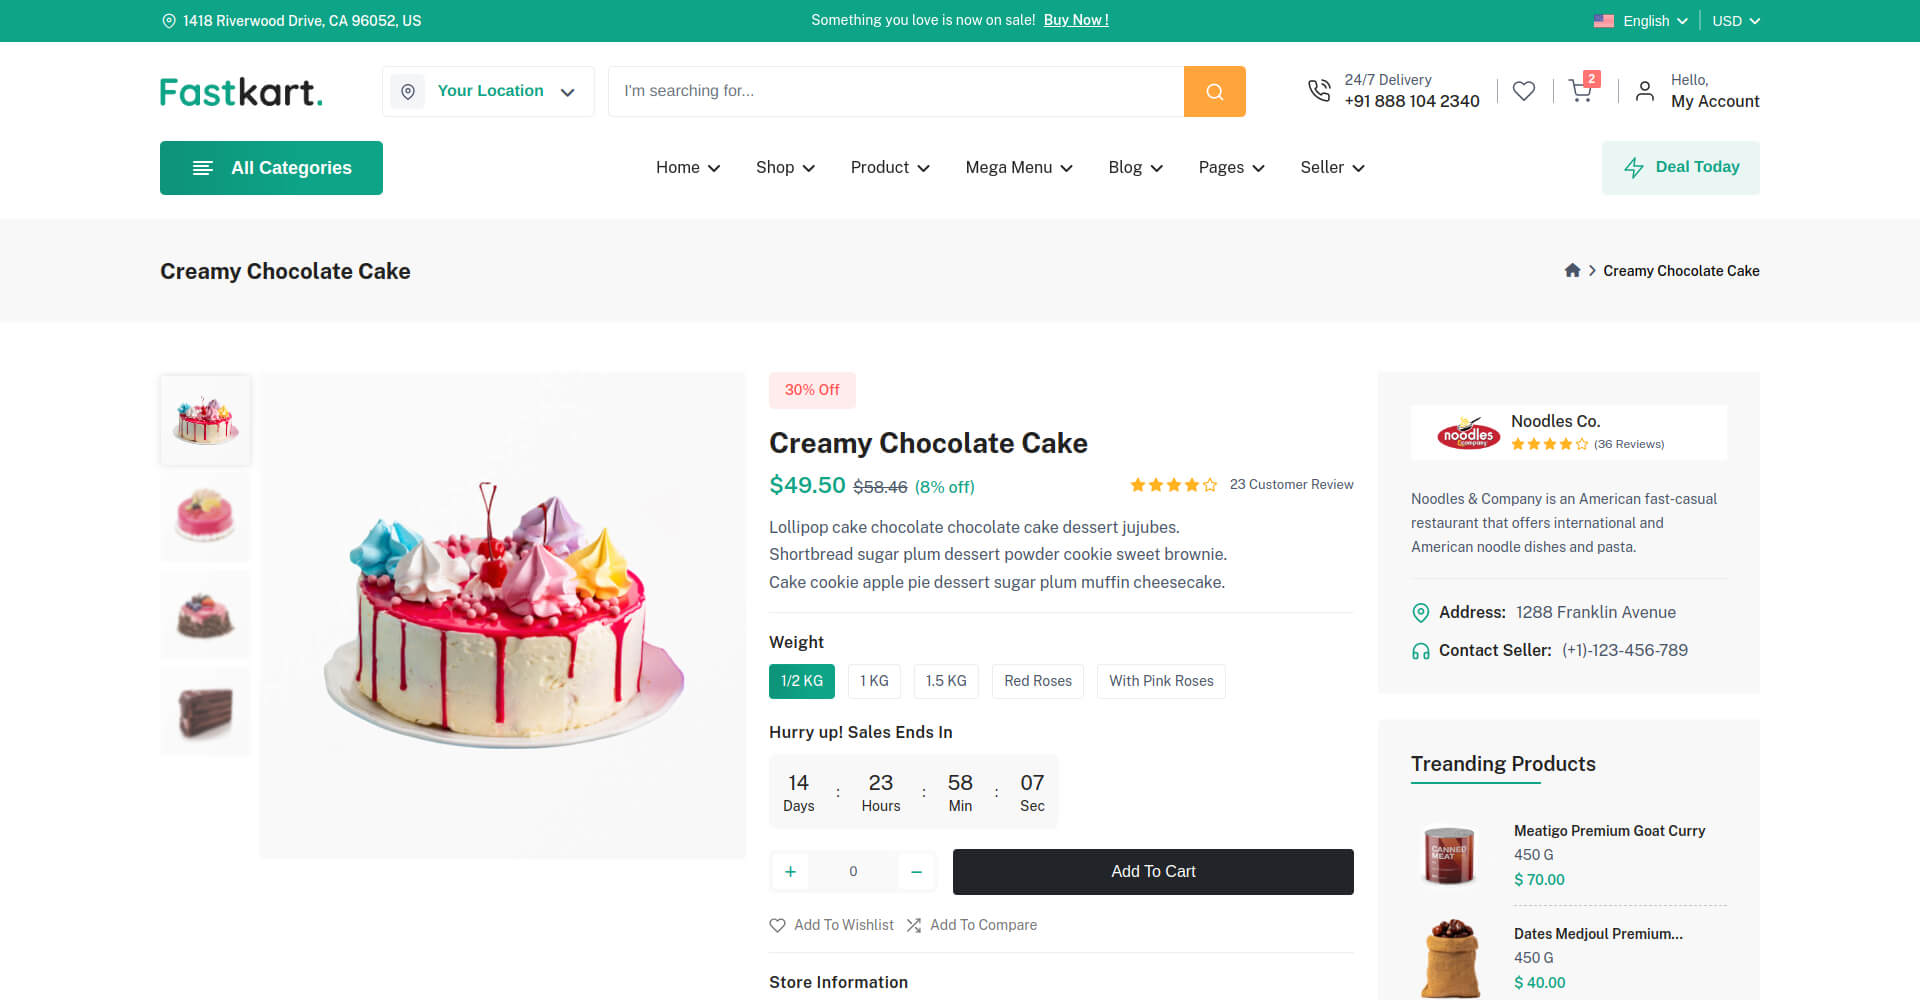 1418 Riverwood Drive, CA 96052, US
Something you love is now on sale! Buy Now !
English
USD
Fastkart.
Your Location
I'm searching for...
24/7 Delivery
+91 888 104 2340
2
Hello,
My Account
All Categories
Home
Shop
Product
Mega Menu
Blog
Pages
Seller
Deal Today
Creamy Chocolate Cake
Creamy Chocolate Cake
30% Off
Creamy Chocolate Cake
$49.50 $58.46 (8% off)
23 Customer Review
Lollipop cake chocolate chocolate cake dessert jujubes.
Shortbread sugar plum dessert powder cookie sweet brownie.
Cake cookie apple pie dessert sugar plum muffin cheesecake.
Weight
1/2 KG
1 KG
1.5 KG
Red Roses
With Pink Roses
Hurry up! Sales Ends In
14 : 23 : 58 : 07
Days Hours Min Sec
+ 0 −
Add To Cart
Add To Wishlist
Add To Compare
Store Information
noodles
& company
Noodles Co.
(36 Reviews)
Noodles & Company is an American fast-casual
restaurant that offers international and
American noodle dishes and pasta.
Address: 1288 Franklin Avenue
Contact Seller: (+1)-123-456-789
Treanding Products
CANNED
MEAT
Meatigo Premium Goat Curry
450 G
$ 70.00
Dates Medjoul Premium...
450 G
$ 40.00